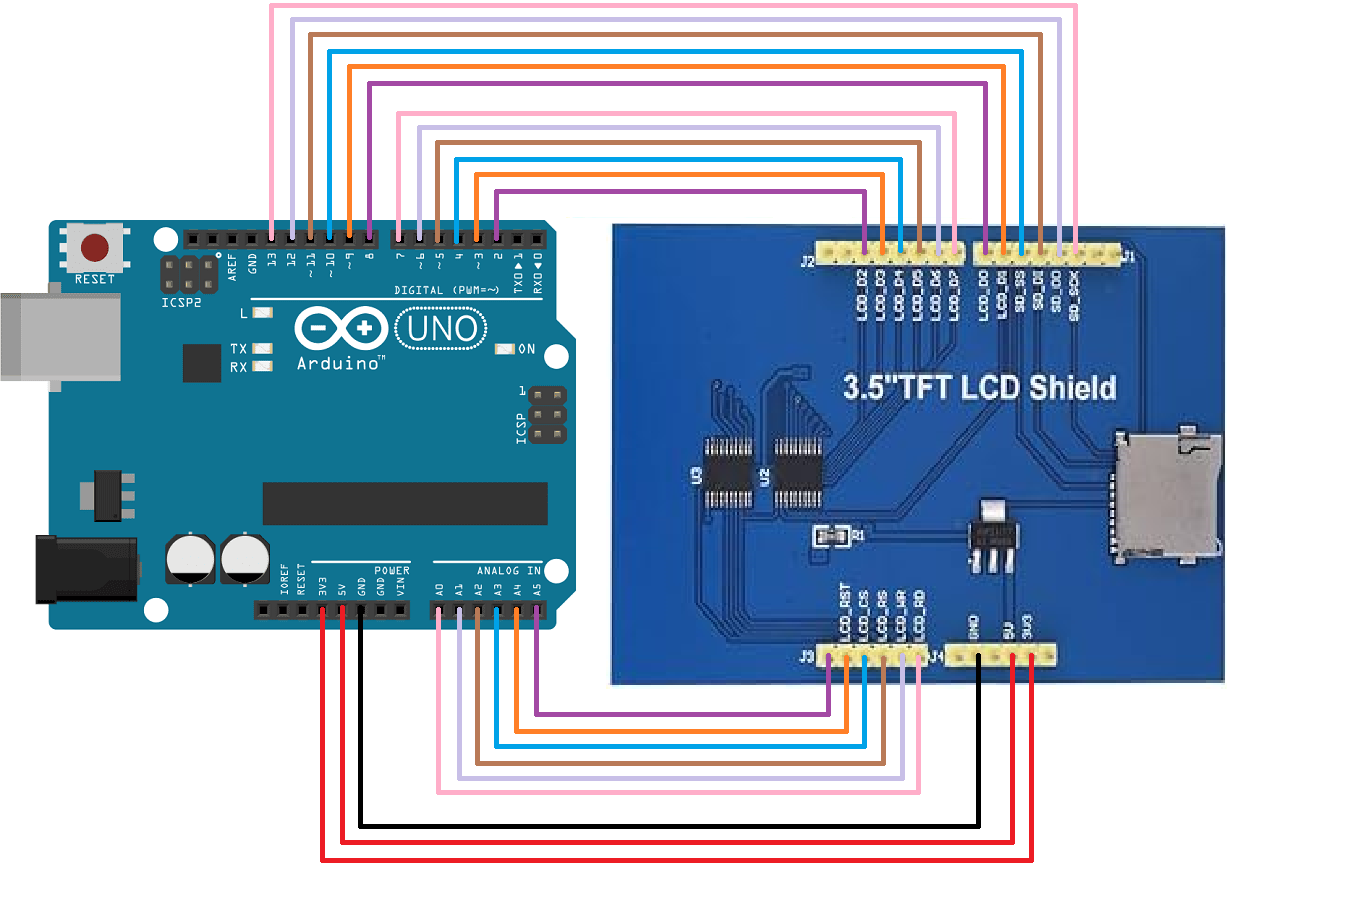 RESET
ICSP2
AREF
GND
13
12
~11
~10
~9
8
7
~6
~5
4
~3
2
TX0▶1
RX0◀0
DIGITAL (PWM=~)
L
TX
RX
Arduino™
UNO
ON
1
ICSP
IOREF
RESET
3V3
5V
GND
GND
VIN
POWER
ANALOG IN
A0
A1
A2
A3
A4
A5
J2
J1
LCD_D2
LCD_D3
LCD_D4
LCD_D5
LCD_D6
LCD_D7
LCD_D0
LCD_D1
SD_SS
SD_DI
SD_DO
SD_SCK
3.5"TFT LCD Shield
U3
U2
R1
LCD_RST
LCD_CS
LCD_RS
LCD_WR
LCD_RD
GND
5V
3V3
J3
J4